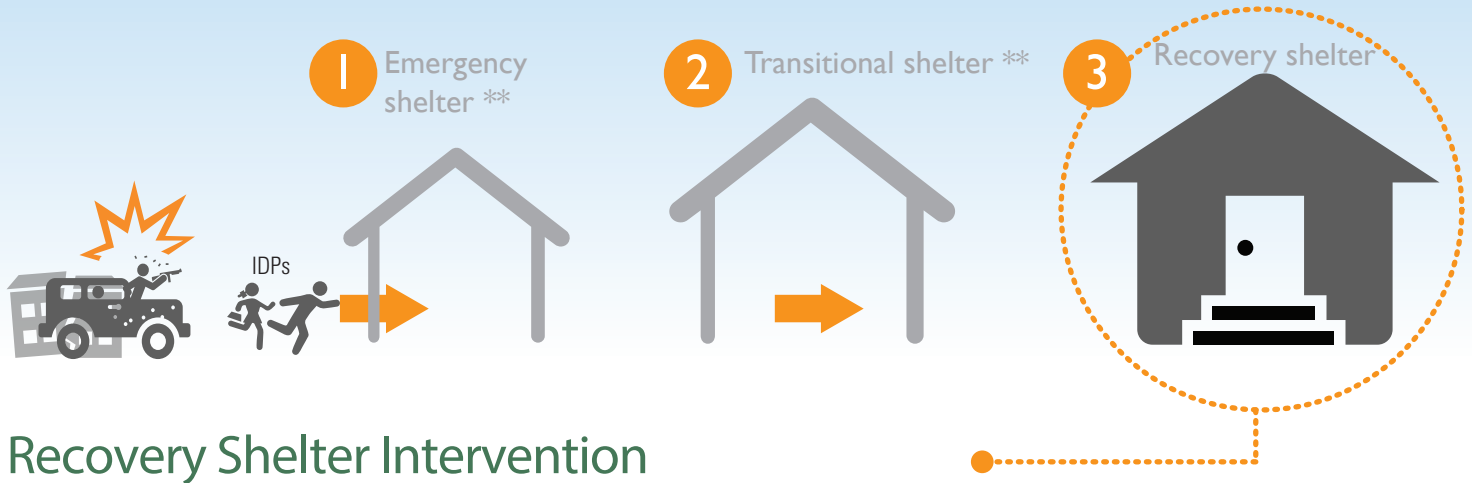 1 Emergency
shelter **
2 Transitional shelter **
3 Recovery shelter
IDPs
Recovery Shelter Intervention